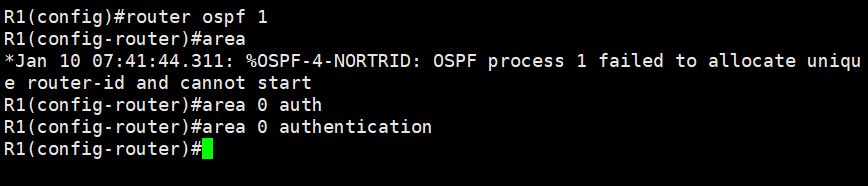 R1(config)#router ospf 1
R1(config-router)#area
*Jan 10 07:41:44.311: %OSPF-4-NORTRID: OSPF process 1 failed to allocate uniqu
e router-id and cannot start
R1(config-router)#area 0 auth
R1(config-router)#area 0 authentication
R1(config-router)#